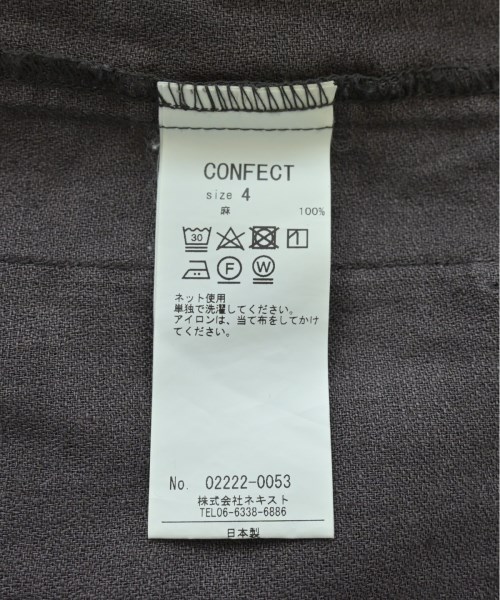 CONFECT
size 4
麻 100%
30
F W
ネット使用
単独で洗濯してください。
アイロンは、当て布をしてかけ
てください。
No. 02222-0053
株式会社ネキスト
TEL06-6338-6886
日本製